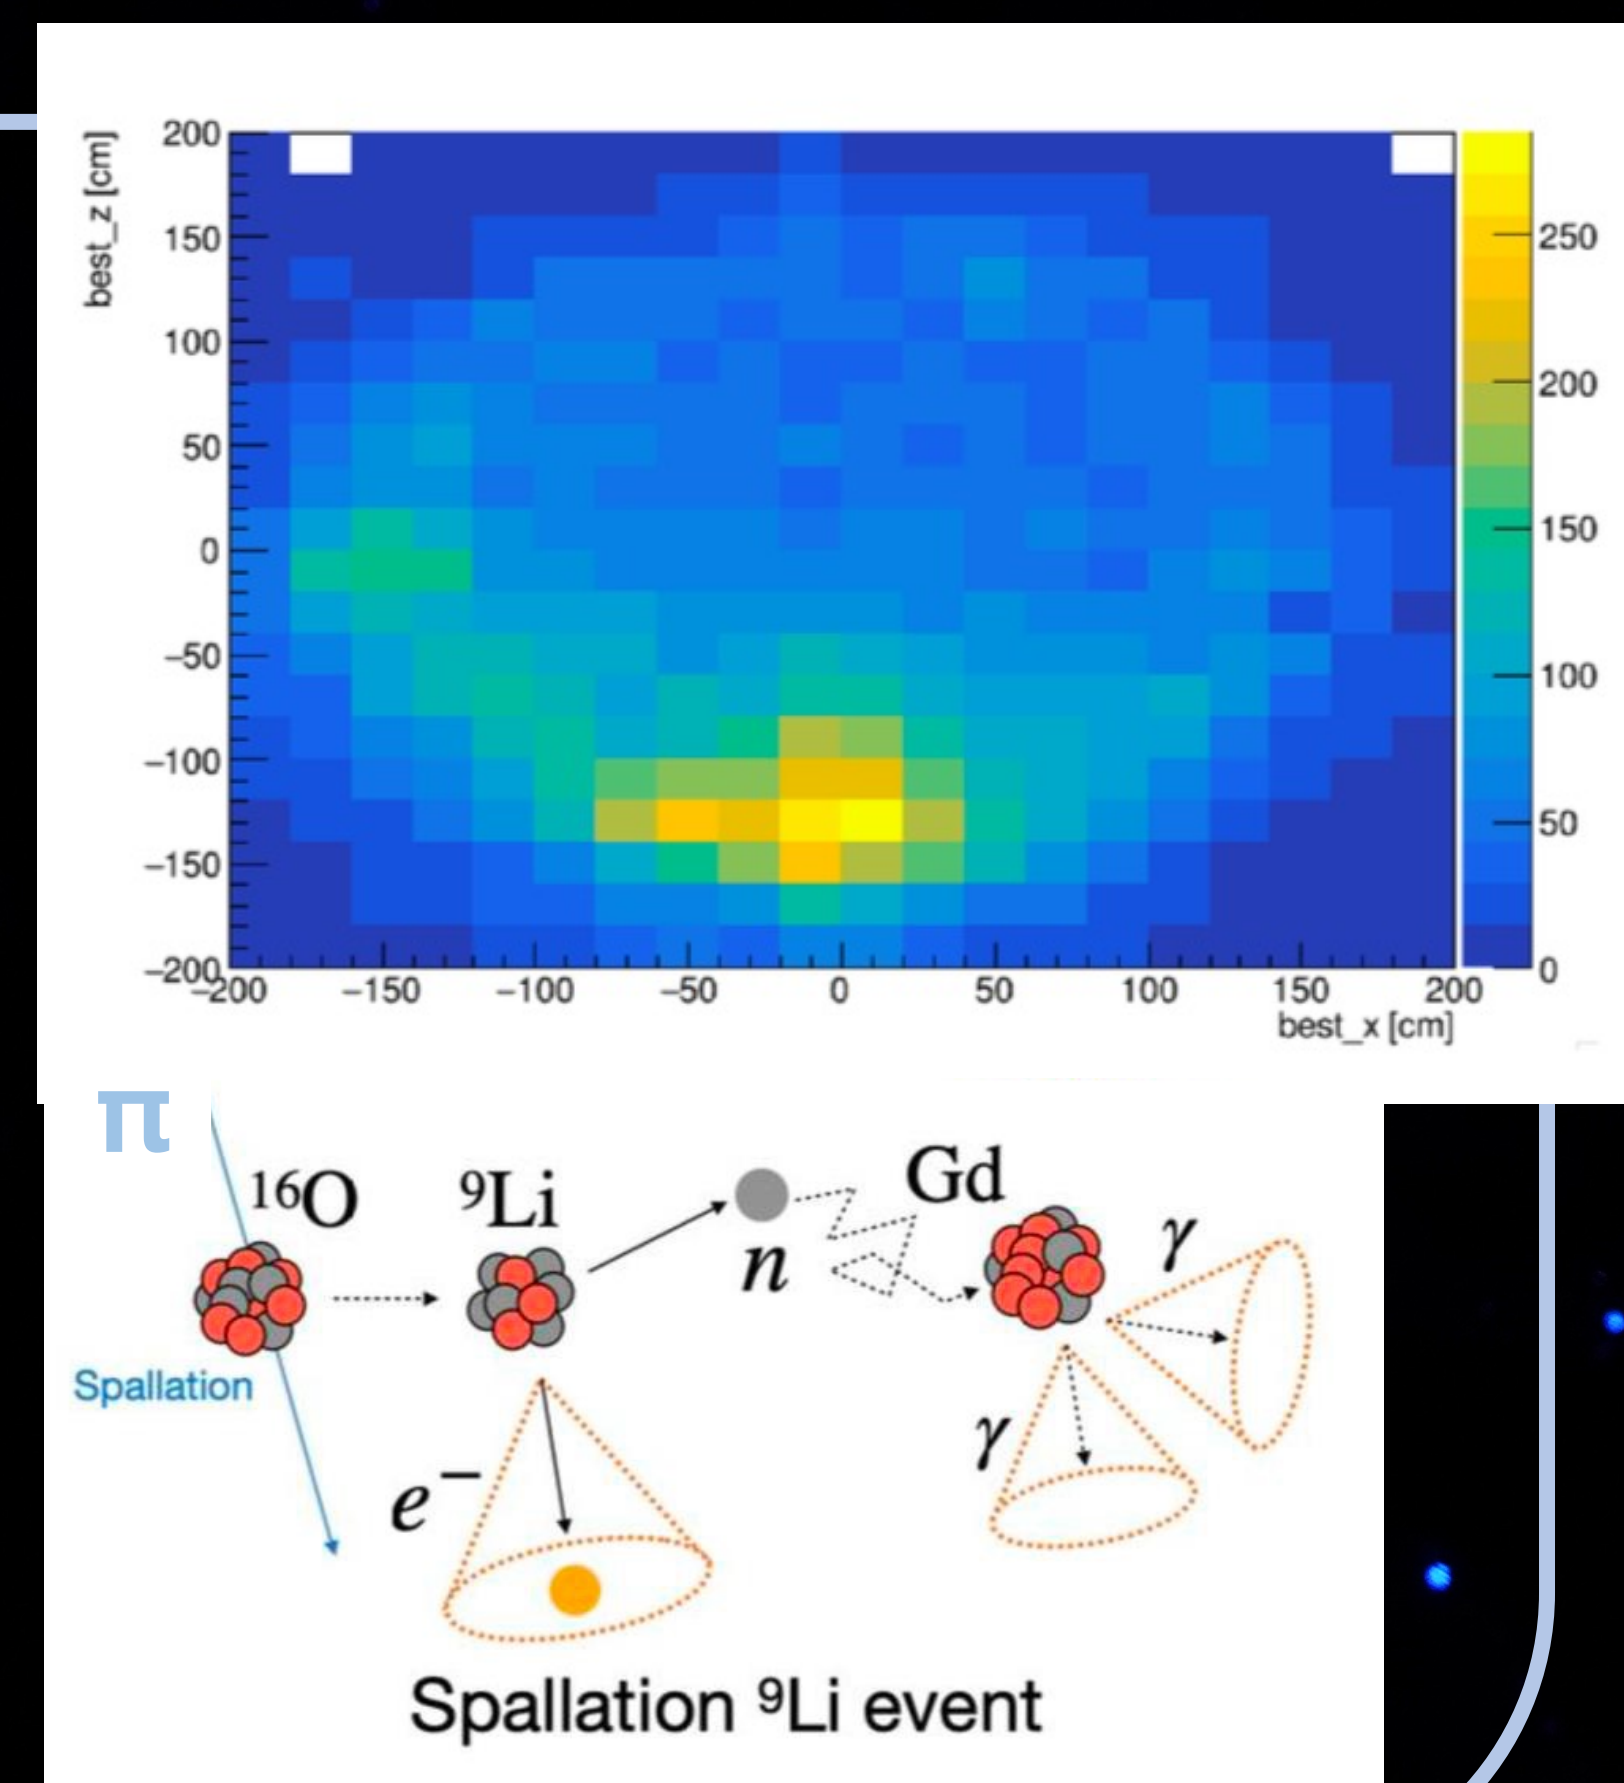 best_z [cm]
200
150
100
50
0
−50
−100
−150
−200
−200 −150 −100 −50 0 50 100 150 200
best_x [cm]
250
200
150
100
50
0
π
¹⁶O
⁹Li
n
Gd
γ
γ
Spallation
e⁻
Spallation ⁹Li event